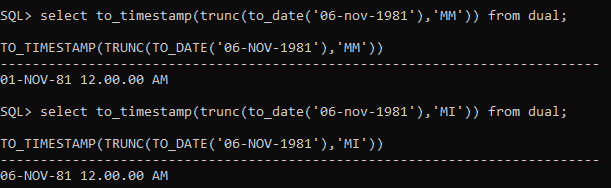 SQL> select to_timestamp(trunc(to_date('06-nov-1981'),'MM')) from dual;
TO_TIMESTAMP(TRUNC(TO_DATE('06-NOV-1981'),'MM'))
---------------------------------------------------------------------------
01-NOV-81 12.00.00 AM
SQL> select to_timestamp(trunc(to_date('06-nov-1981'),'MI')) from dual;
TO_TIMESTAMP(TRUNC(TO_DATE('06-NOV-1981'),'MI'))
---------------------------------------------------------------------------
06-NOV-81 12.00.00 AM